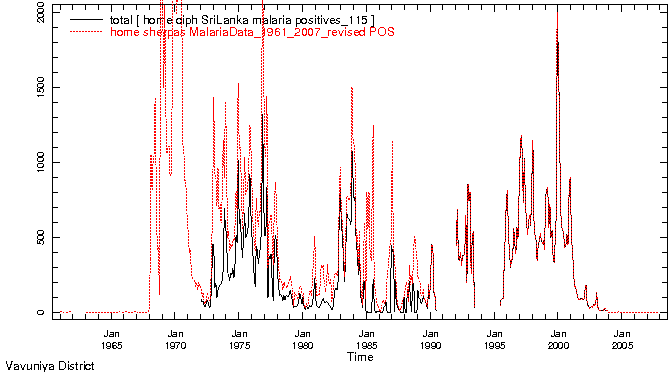 total [ home ciph SriLanka malaria positives_115 ]
home sherpas MalariaData_1961_2007_revised POS
2000
1500
1000
500
0
Jan Jan Jan Jan Jan Jan Jan Jan Jan
1965 1970 1975 1980 1985 1990 1995 2000 2005
Time
Vavuniya District